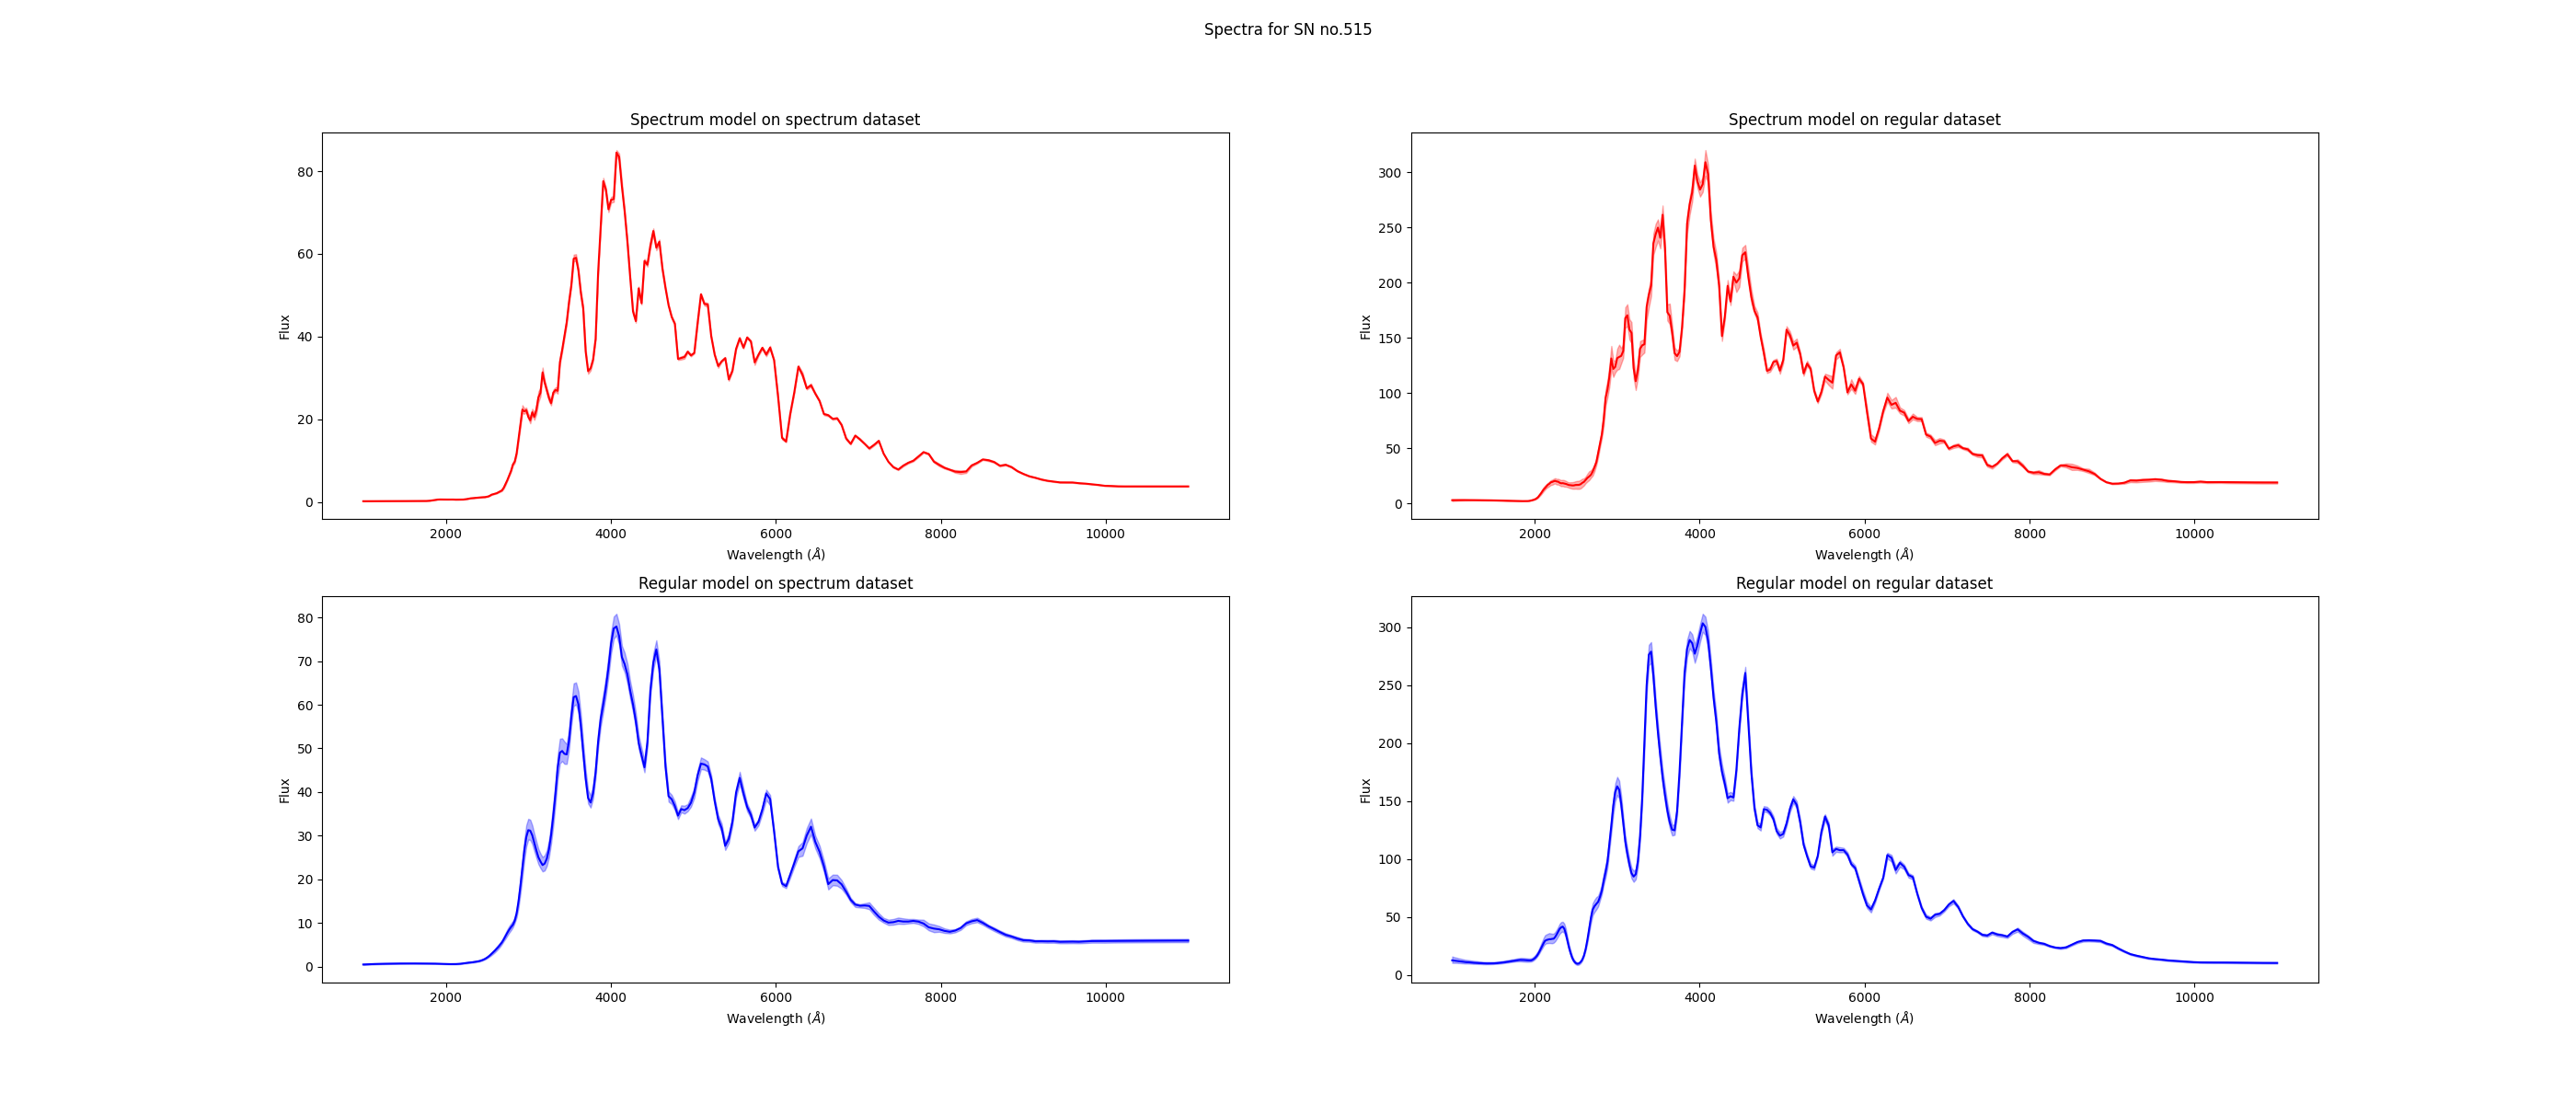 Spectra for SN no.515
Spectrum model on spectrum dataset
Flux
80
60
40
20
0
2000 4000 6000 8000 10000
Wavelength (Å)
Spectrum model on regular dataset
Flux
300
250
200
150
100
50
0
2000 4000 6000 8000 10000
Wavelength (Å)
Regular model on spectrum dataset
Flux
80
70
60
50
40
30
20
10
0
2000 4000 6000 8000 10000
Wavelength (Å)
Regular model on regular dataset
Flux
300
250
200
150
100
50
0
2000 4000 6000 8000 10000
Wavelength (Å)